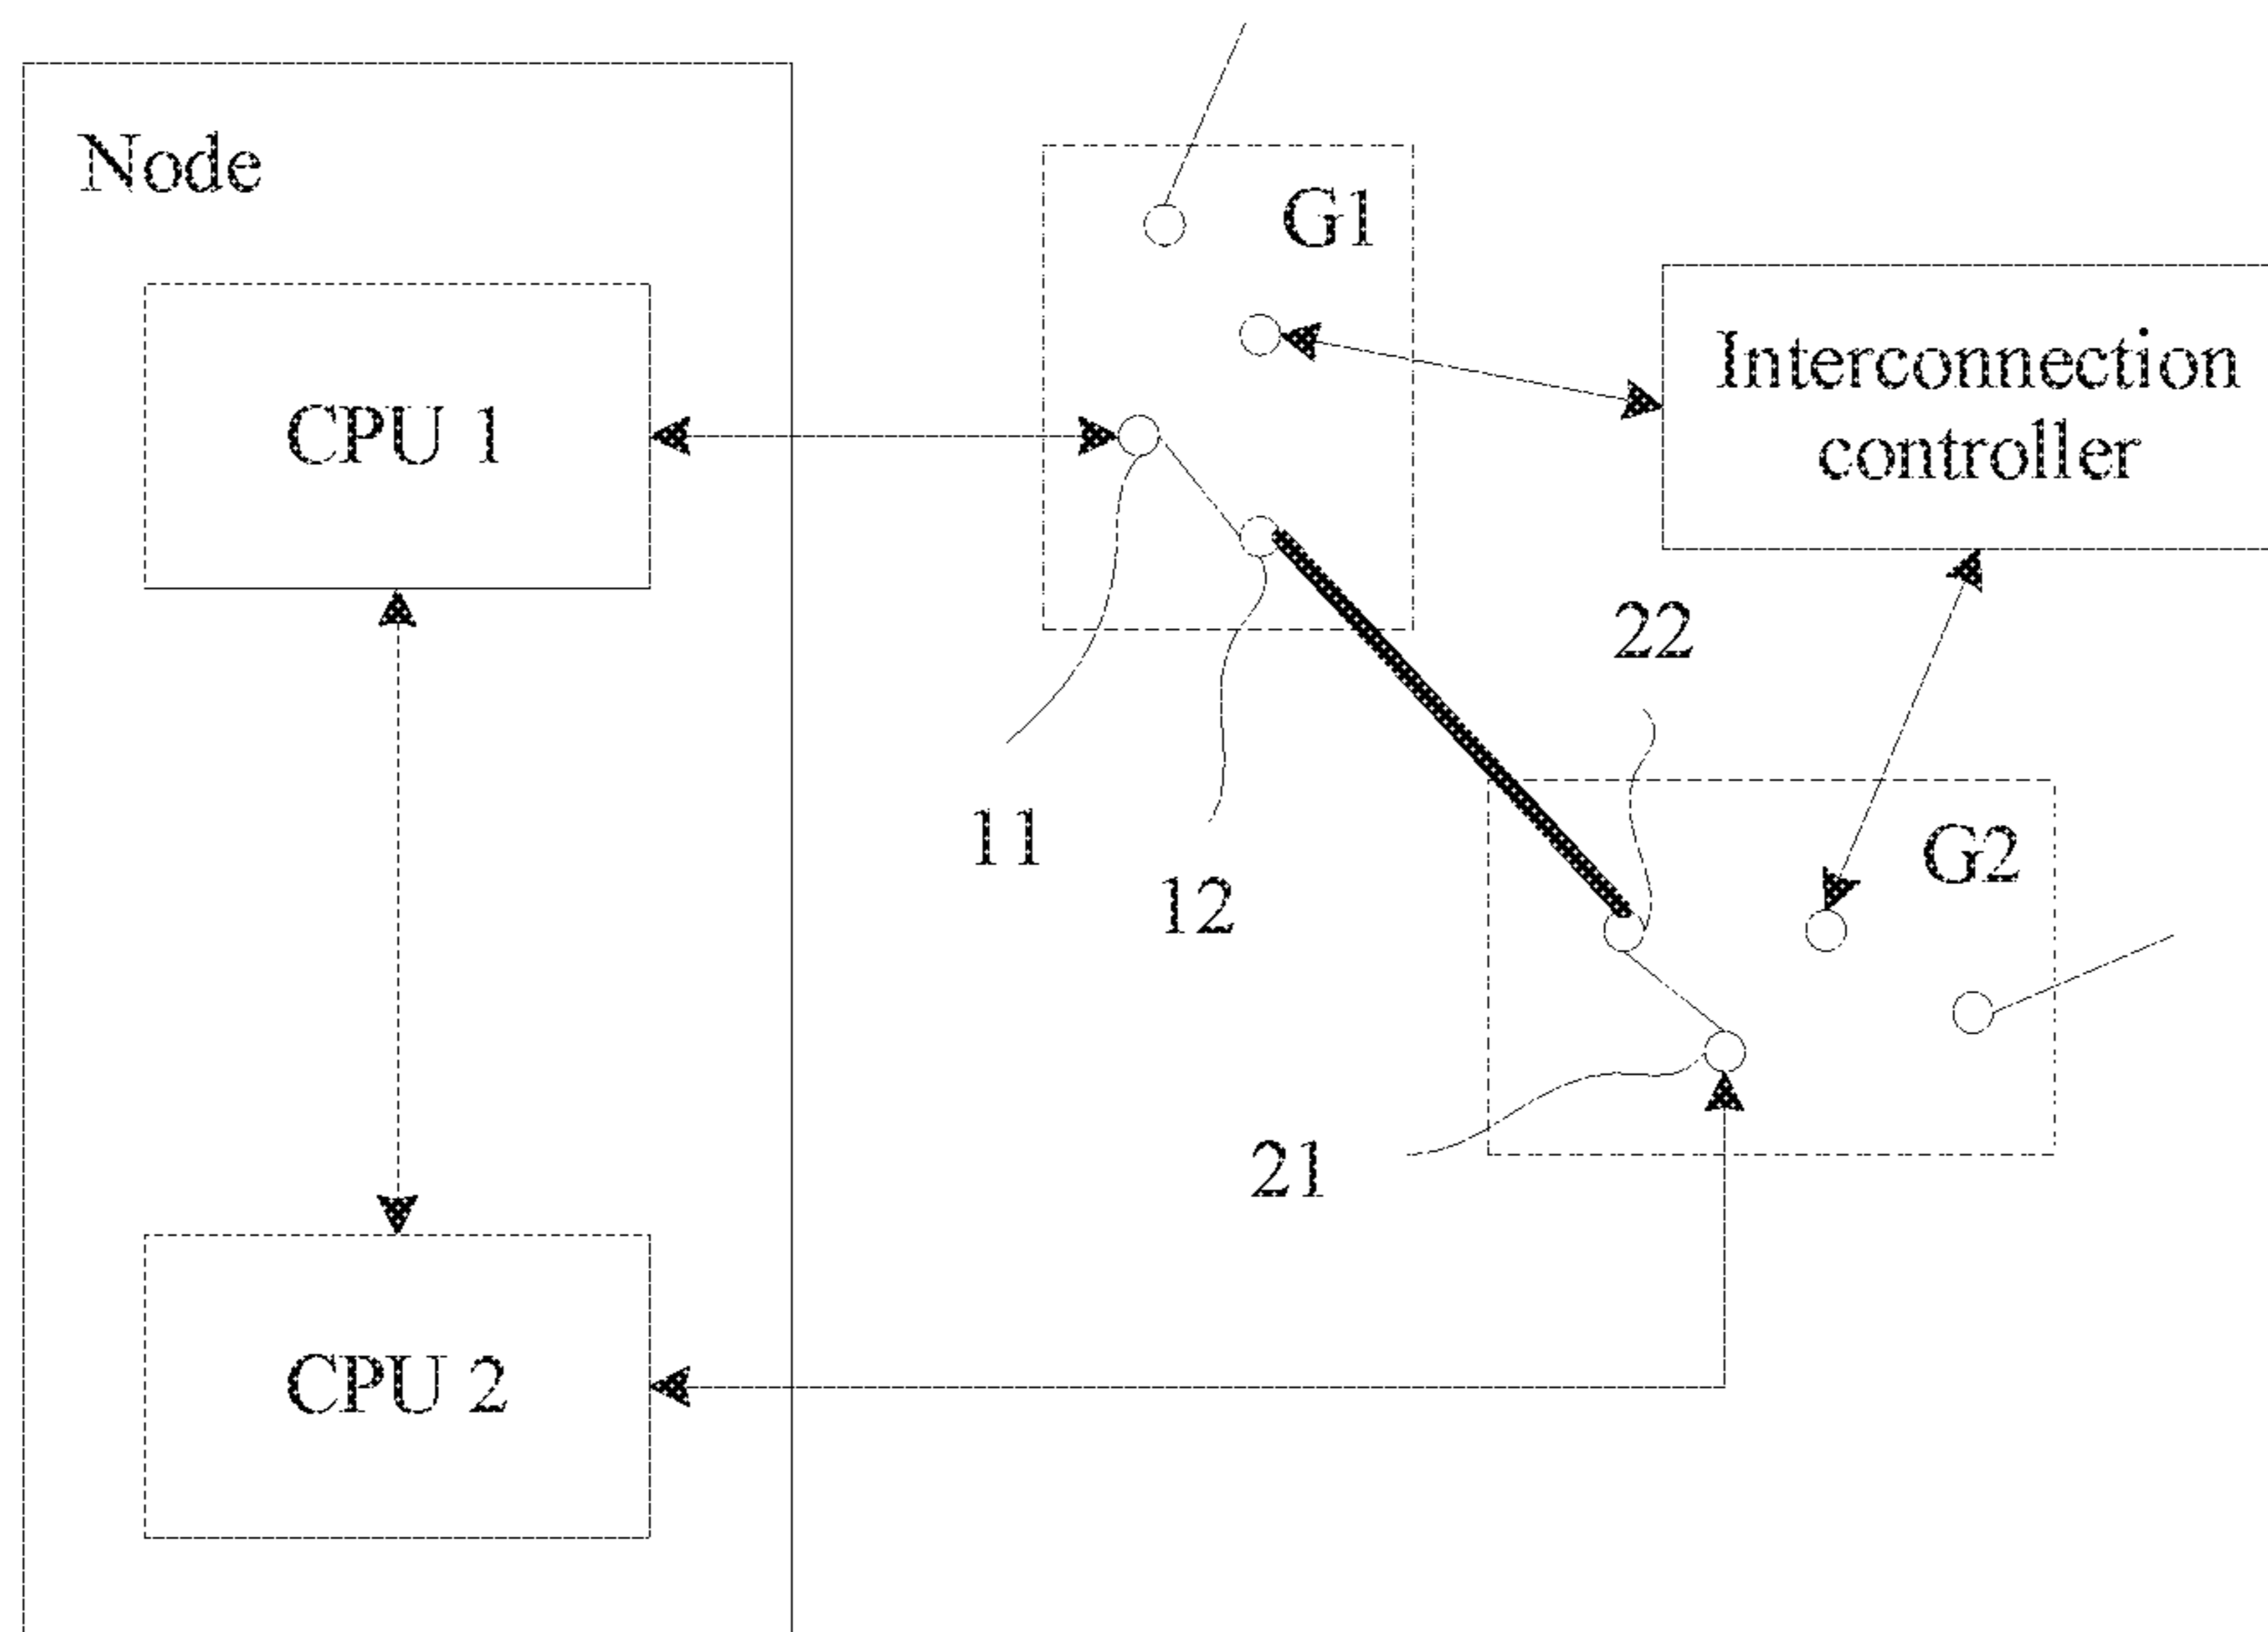 Node
G1
CPU 1
Interconnection
controller
22
11
12
G2
21
CPU 2